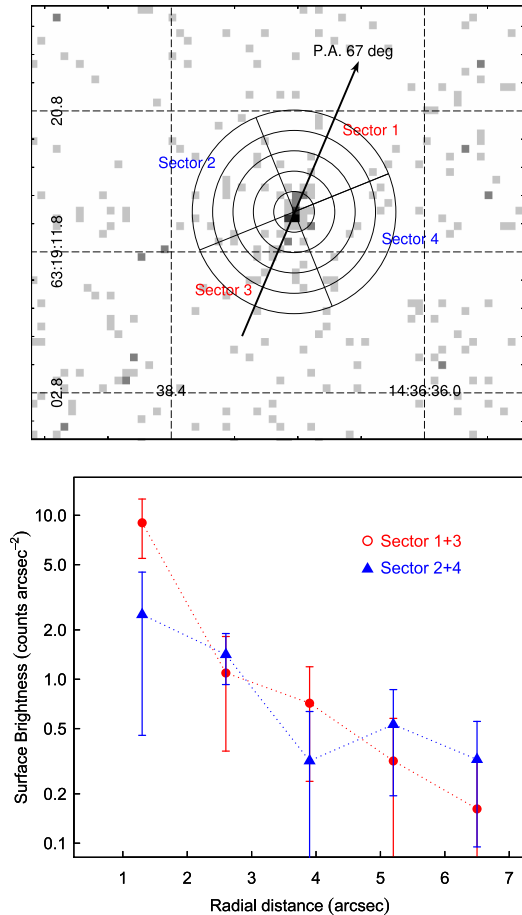 P.A. 67 deg
20.8
Sector 1
Sector 2
Sector 4
63:19:11.8
Sector 3
02.8
38.4
14:36:36.0
Surface Brightness (counts arcsec−2)
10.0
5.0
2.0
1.0
0.5
0.2
0.1
Sector 1+3
Sector 2+4
1 2 3 4 5 6 7
Radial distance (arcsec)